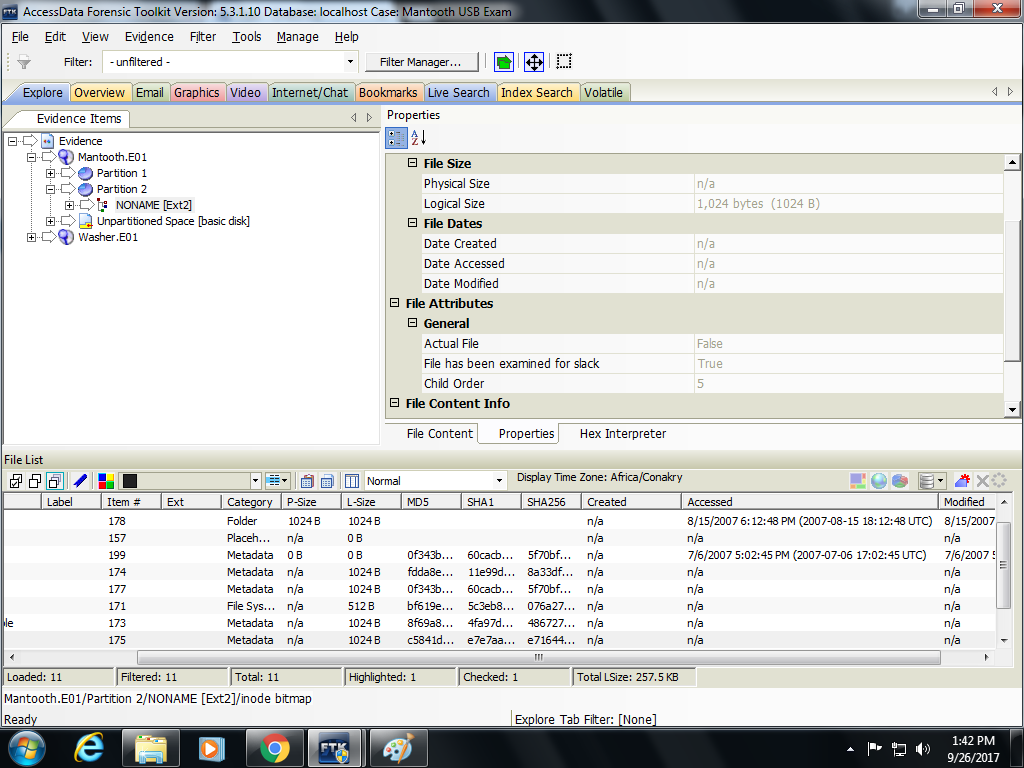 AccessData Forensic Toolkit Version: 5.3.1.10 Database: localhost Case: Mantooth USB Exam
File Edit View Evidence Filter Tools Manage Help
Filter: - unfiltered - Filter Manager...
Explore Overview Email Graphics Video Internet/Chat Bookmarks Live Search Index Search Volatile
Evidence Items
Evidence
Mantooth.E01
Partition 1
Partition 2
NONAME [Ext2]
Unpartitioned Space [basic disk]
Washer.E01
Properties
File Size
Physical Size n/a
Logical Size 1,024 bytes (1024 B)
File Dates
Date Created n/a
Date Accessed n/a
Date Modified n/a
File Attributes
General
Actual File False
File has been examined for slack True
Child Order 5
File Content Info
File Content Properties Hex Interpreter
File List
Normal Display Time Zone: Africa/Conakry
Label Item # Ext Category P-Size L-Size MD5 SHA1 SHA256 Created Accessed Modified
178 Folder 1024 B 1024 B n/a 8/15/2007 6:12:48 PM (2007-08-15 18:12:48 UTC) 8/15/2007
157 Placeh... 0 B n/a n/a n/a
199 Metadata 0 B 0 B 0f343b... 60cacb... 5f70bf... n/a 7/6/2007 5:02:45 PM (2007-07-06 17:02:45 UTC) 7/6/2007 5
174 Metadata n/a 1024 B fdda8e... 11e99d... 8a33df... n/a n/a n/a
177 Metadata n/a 1024 B 0f343b... 60cacb... 5f70bf... n/a n/a n/a
171 File Sys... n/a 512 B bf619e... 5c3eb8... 076a27... n/a n/a n/a
ble 173 Metadata n/a 1024 B 8f69a8... 4fa97d... 486727... n/a n/a n/a
175 Metadata n/a 1024 B c5841d... e7e7aa... e71644... n/a n/a n/a
Loaded: 11 Filtered: 11 Total: 11 Highlighted: 1 Checked: 1 Total LSize: 257.5 KB
Mantooth.E01/Partition 2/NONAME [Ext2]/inode bitmap
Ready Explore Tab Filter: [None]
FTK
1:42 PM
9/26/2017